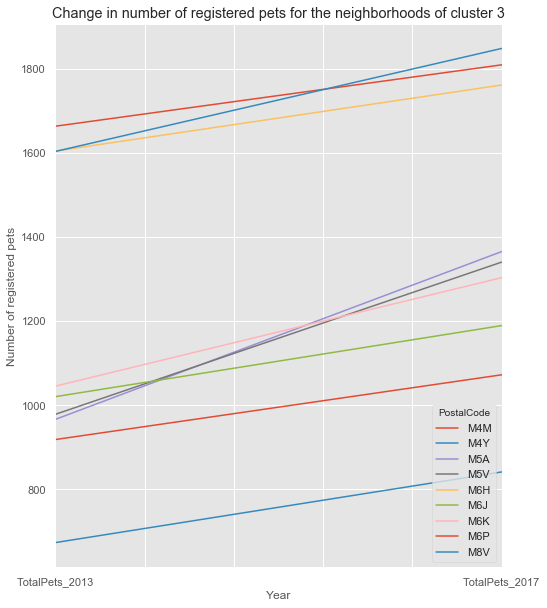 Change in number of registered pets for the neighborhoods of cluster 3
1800
1600
1400
1200
1000
800
Number of registered pets
PostalCode
M4M
M4Y
M5A
M5V
M6H
M6J
M6K
M6P
M8V
TotalPets_2013
TotalPets_2017
Year